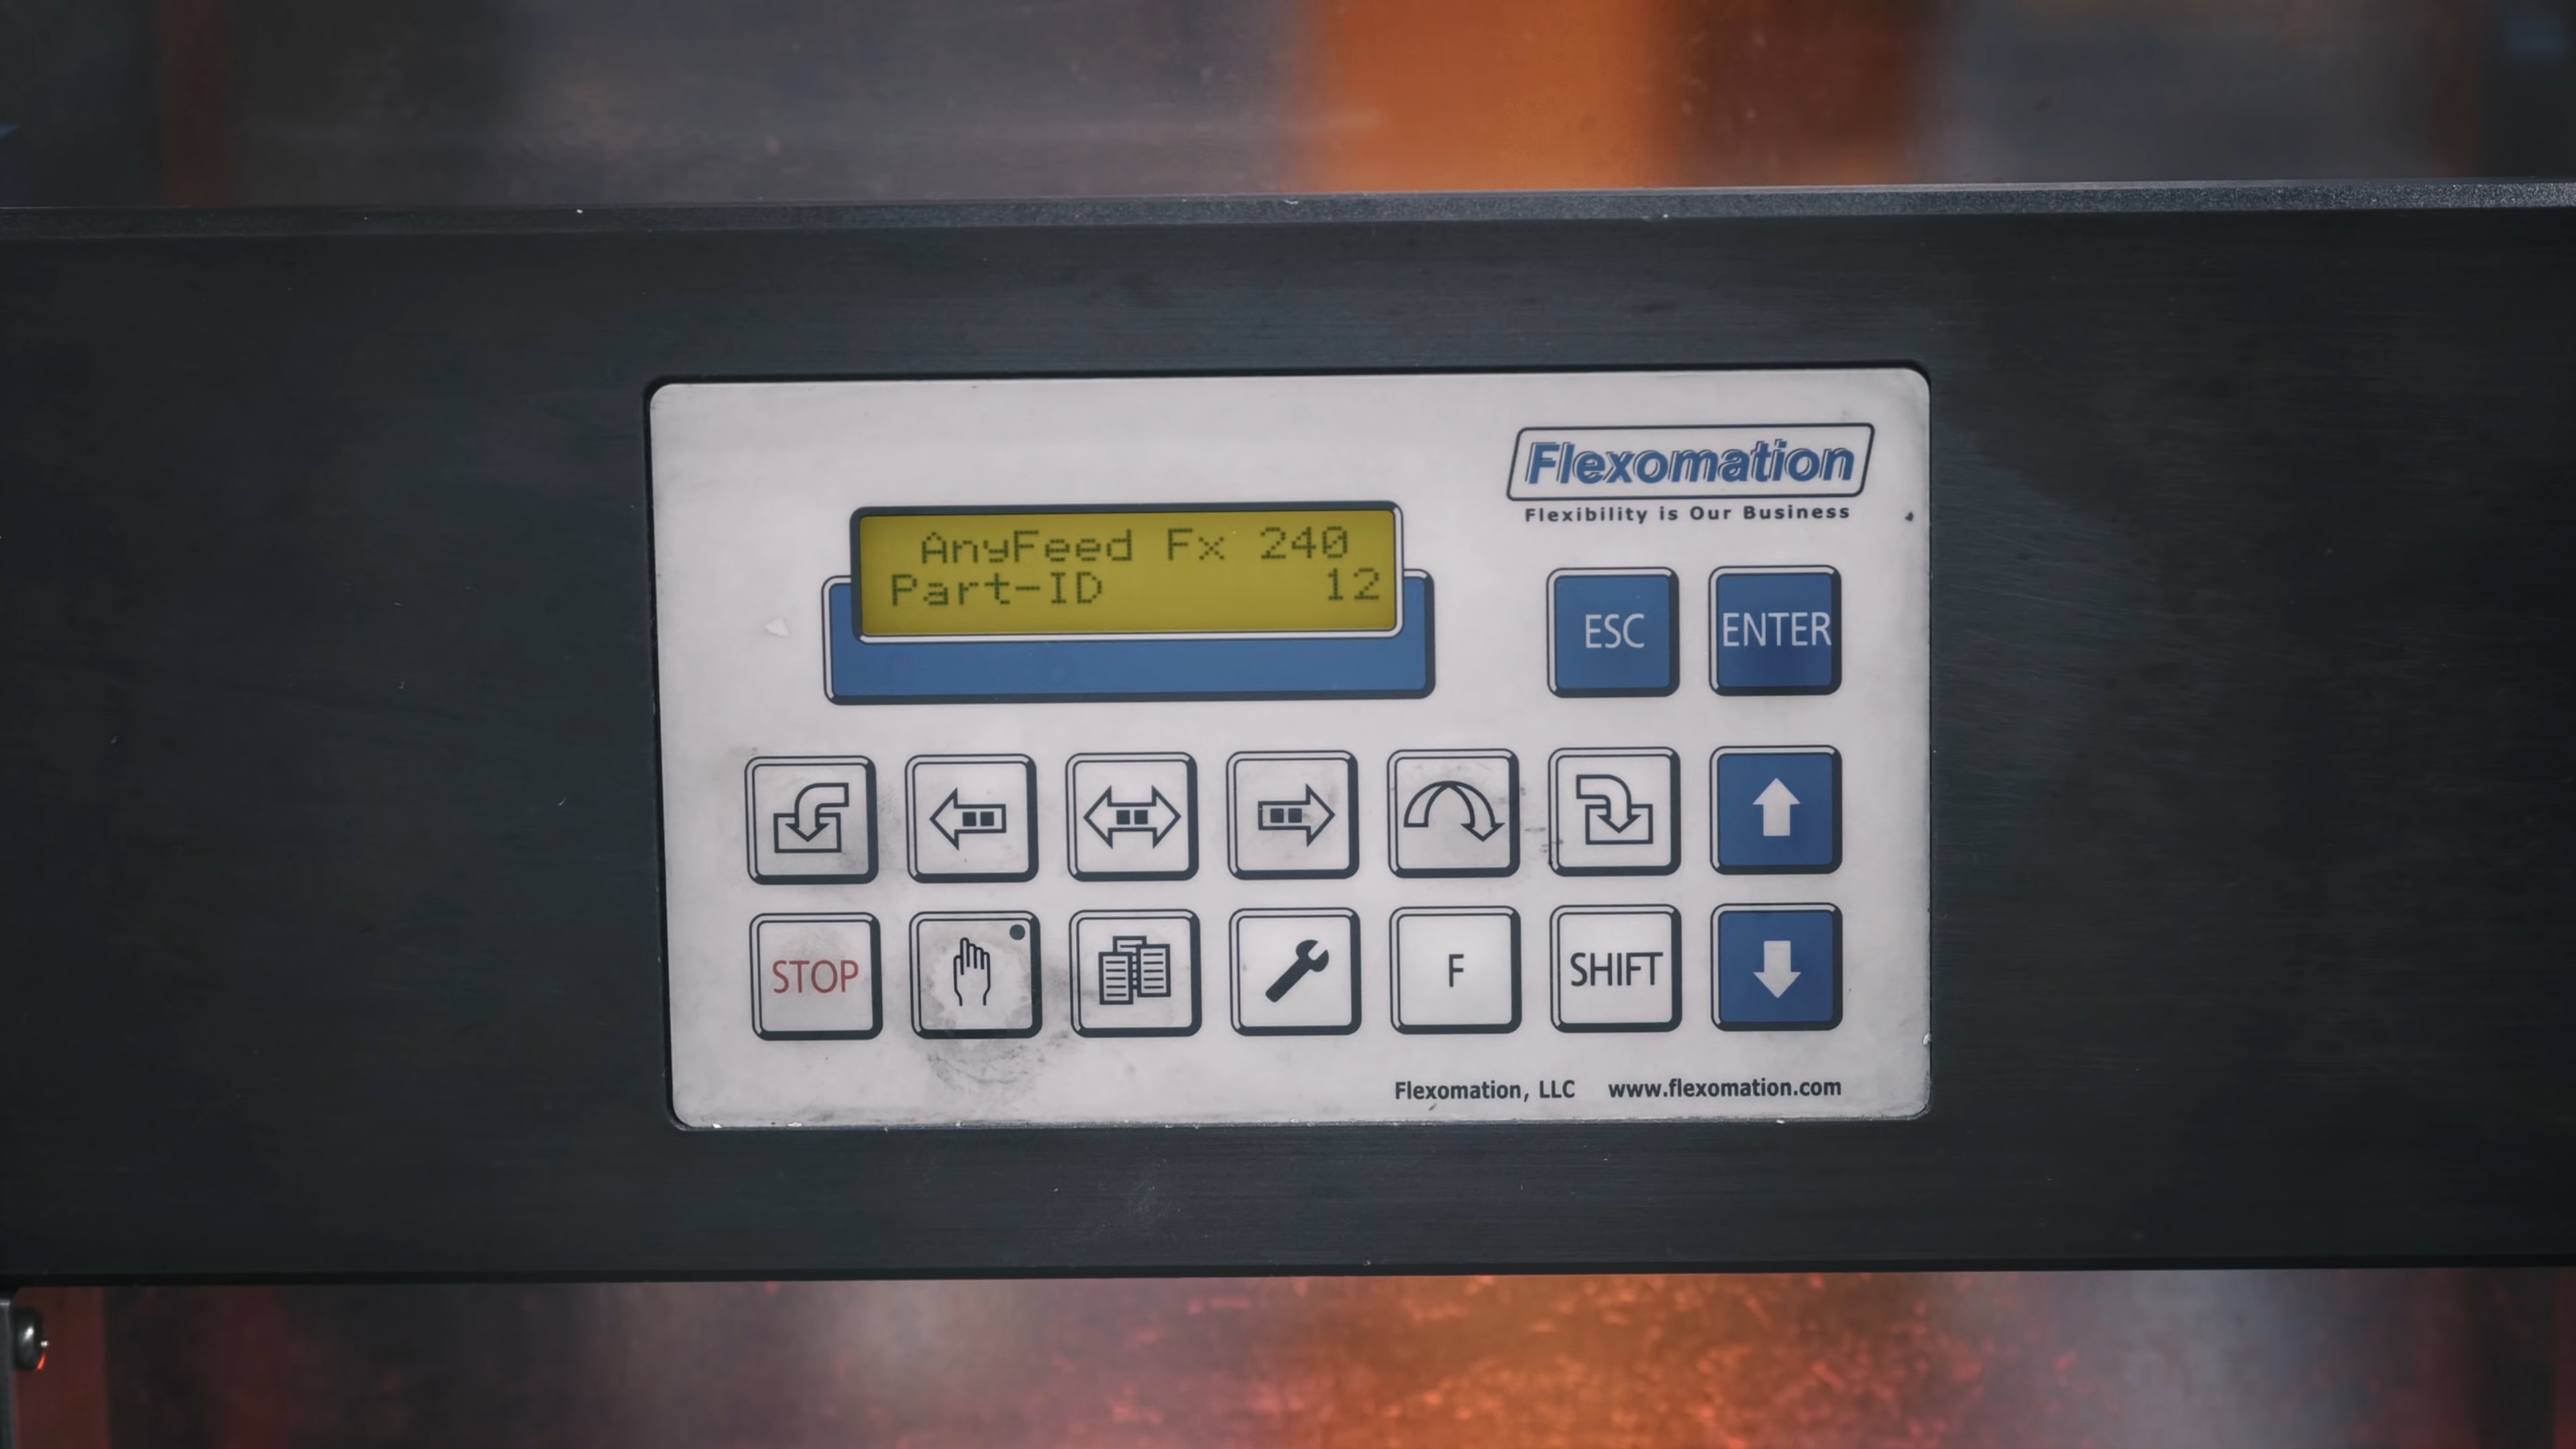 Flexomation
Flexibility is Our Business
AnyFeed Fx 240
Part-ID 12
ESC ENTER
STOP F SHIFT
Flexomation, LLC www.flexomation.com